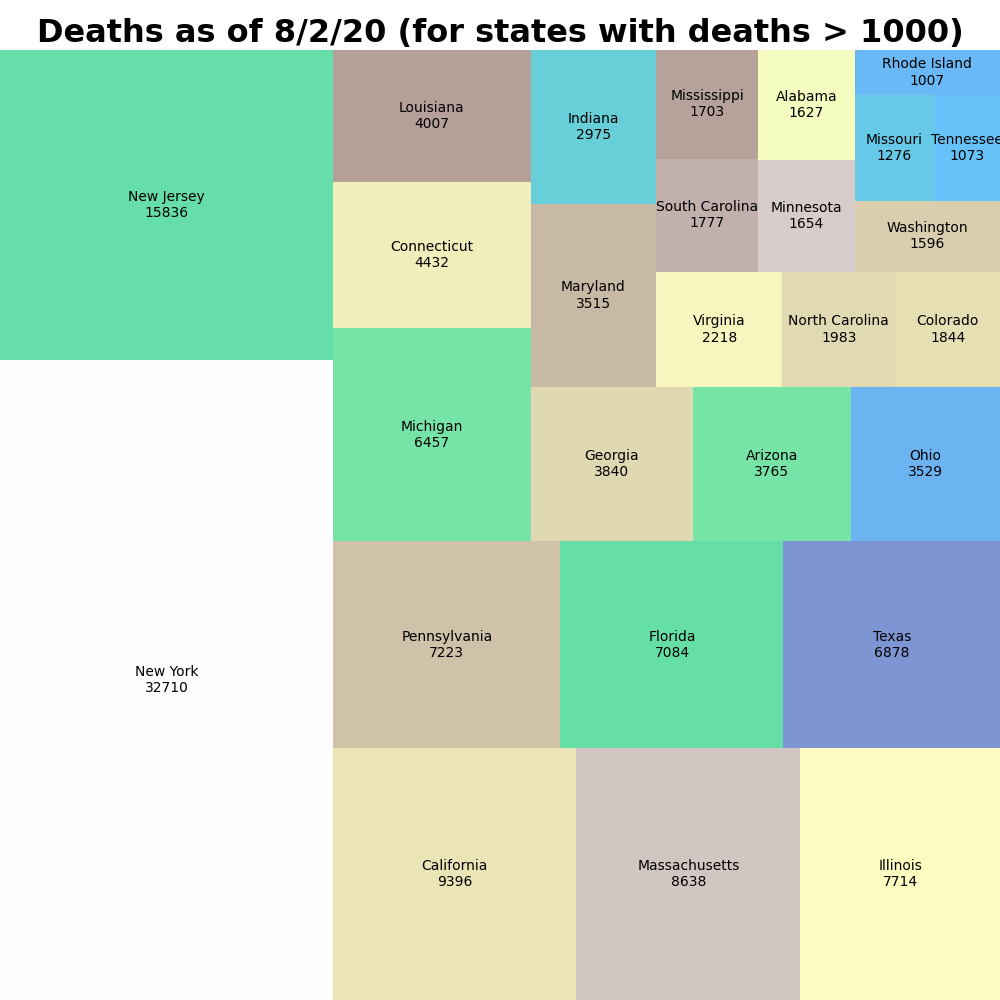 Deaths as of 8/2/20 (for states with deaths > 1000)
New Jersey
15836
Louisiana
4007
Indiana
2975
Mississippi
1703
Alabama
1627
Rhode Island
1007
Missouri
1276
Tennessee
1073
South Carolina
1777
Minnesota
1654
Washington
1596
Connecticut
4432
Maryland
3515
Virginia
2218
North Carolina
1983
Colorado
1844
Michigan
6457
Georgia
3840
Arizona
3765
Ohio
3529
New York
32710
Pennsylvania
7223
Florida
7084
Texas
6878
California
9396
Massachusetts
8638
Illinois
7714